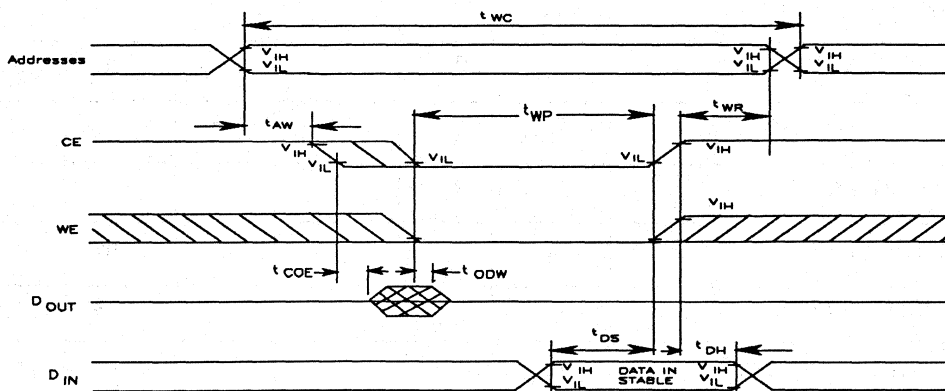 t WC
Addresses
V IH
V IL
V IH
V IL
V IH
V IL
t AW
t WP
t WR
CE
V IH
V IL
V IL
V IL
V IH
WE
V IH
t COE
t ODW
D OUT
t DS
t DH
D IN
V IH
V IL
DATA IN
STABLE
V IH
V IL